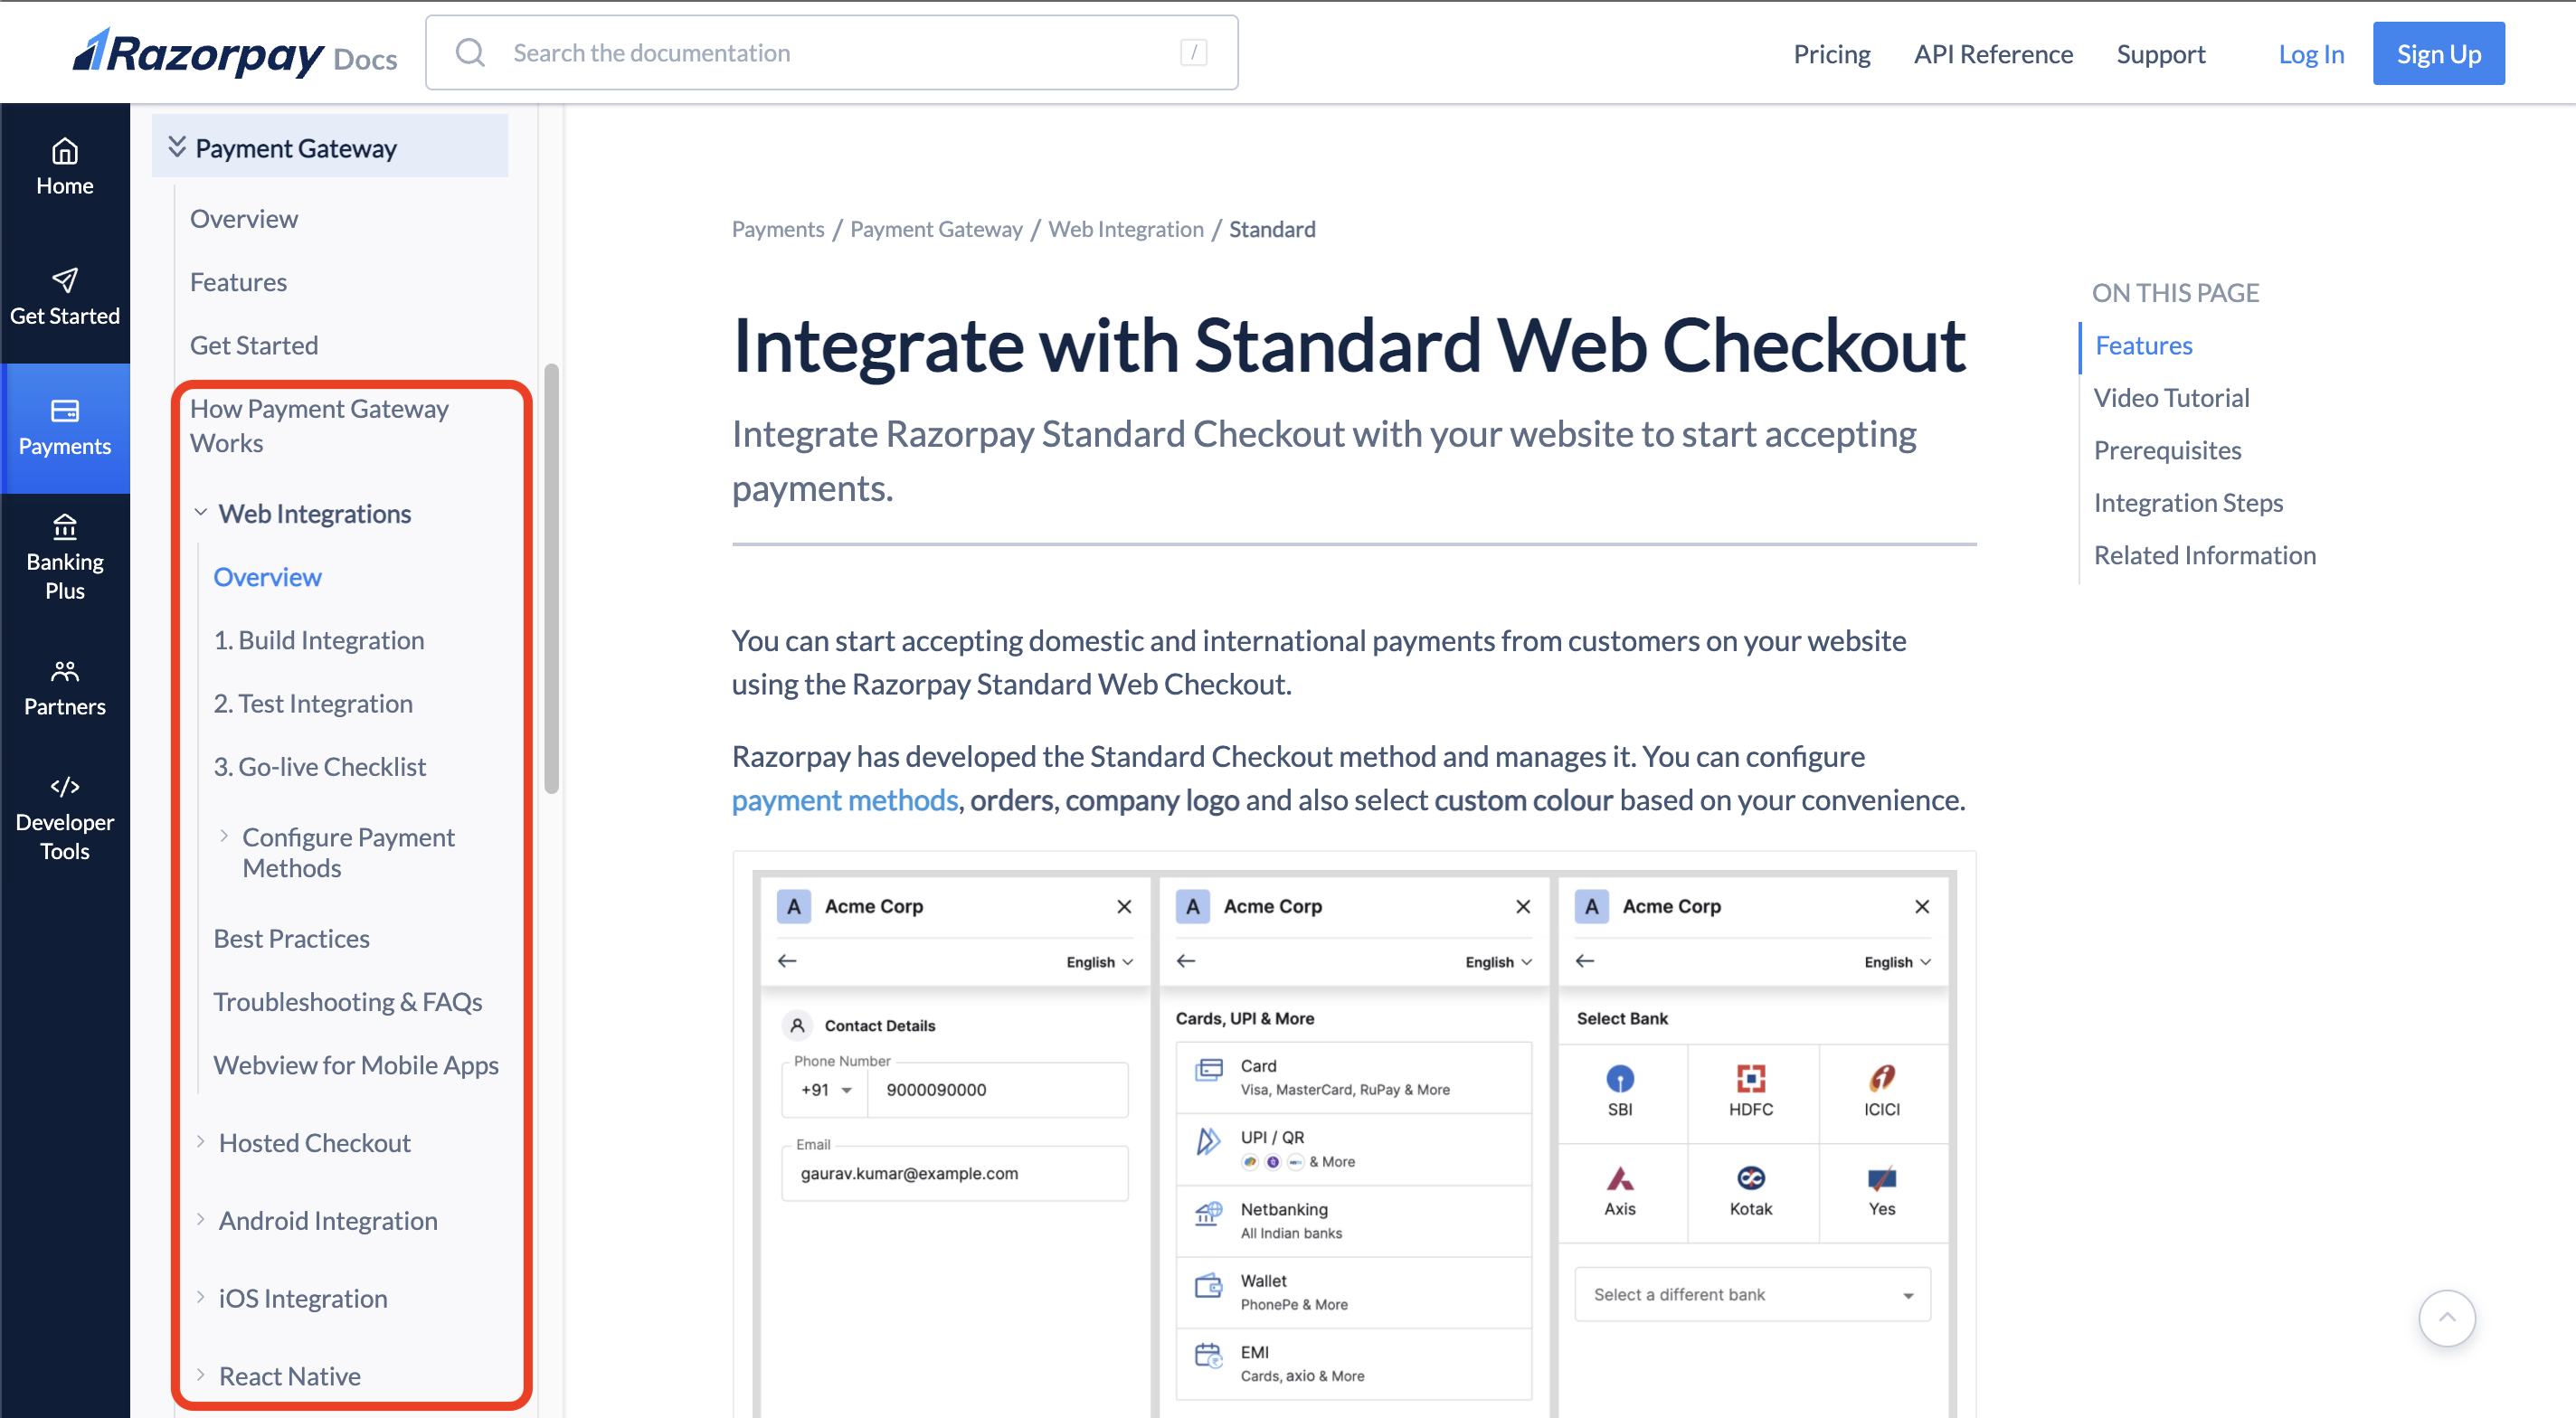 Razorpay Docs
Search the documentation
/
Pricing
API Reference
Support
Log In
Sign Up
Home
Get Started
Payments
Banking
Plus
Partners
</>
Developer
Tools
Payment Gateway
Overview
Features
Get Started
How Payment Gateway
Works
Web Integrations
Overview
1. Build Integration
2. Test Integration
3. Go-live Checklist
Configure Payment
Methods
Best Practices
Troubleshooting & FAQs
Webview for Mobile Apps
Hosted Checkout
Android Integration
iOS Integration
React Native
Payments / Payment Gateway / Web Integration / Standard
Integrate with Standard Web Checkout
Integrate Razorpay Standard Checkout with your website to start accepting
payments.
You can start accepting domestic and international payments from customers on your website
using the Razorpay Standard Web Checkout.
Razorpay has developed the Standard Checkout method and manages it. You can configure
payment methods, orders, company logo and also select custom colour based on your convenience.
A Acme Corp
English
Contact Details
Phone Number
+91 9000090000
Email
gaurav.kumar@example.com
A Acme Corp
English
Cards, UPI & More
Card
Visa, MasterCard, RuPay & More
UPI / QR
& More
Netbanking
All Indian banks
Wallet
PhonePe & More
EMI
Cards, axio & More
A Acme Corp
English
Select Bank
SBI
HDFC
ICICI
Axis
Kotak
Yes
Select a different bank
ON THIS PAGE
Features
Video Tutorial
Prerequisites
Integration Steps
Related Information